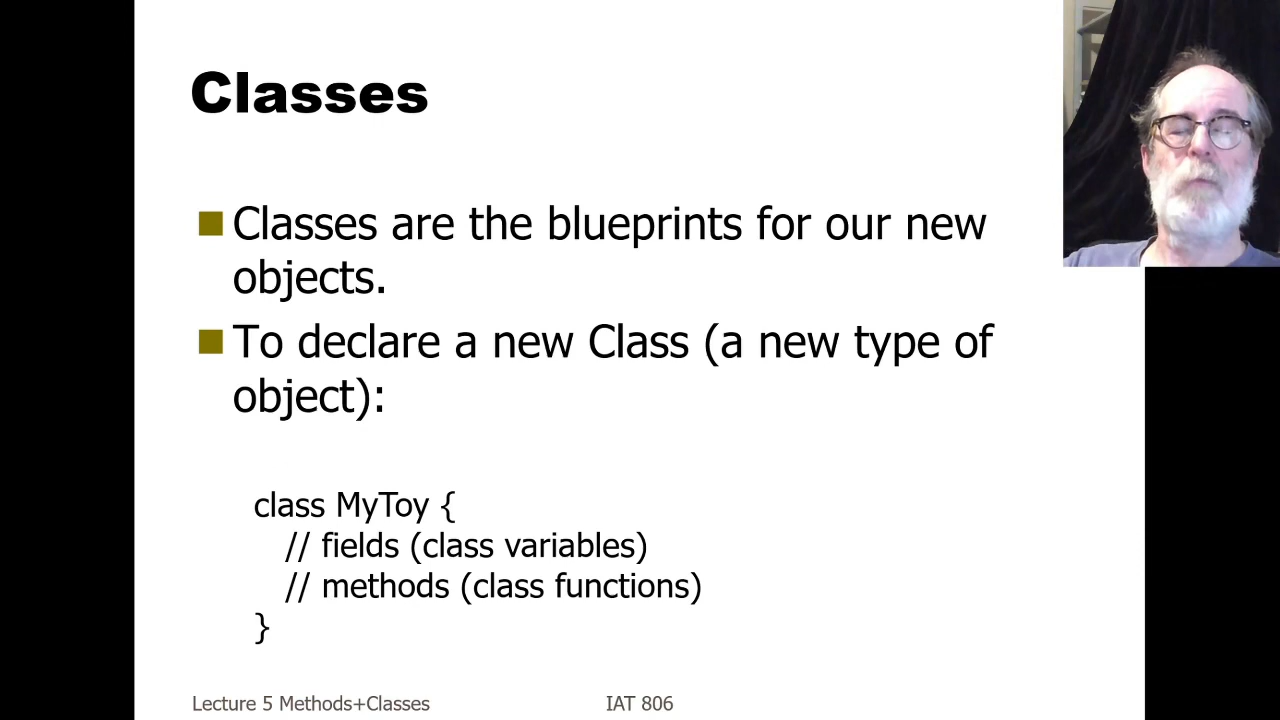 Classes
Classes are the blueprints for our new
objects.
To declare a new Class (a new type of
object):
class MyToy {
// fields (class variables)
// methods (class functions)
}
Lecture 5 Methods+Classes
IAT 806